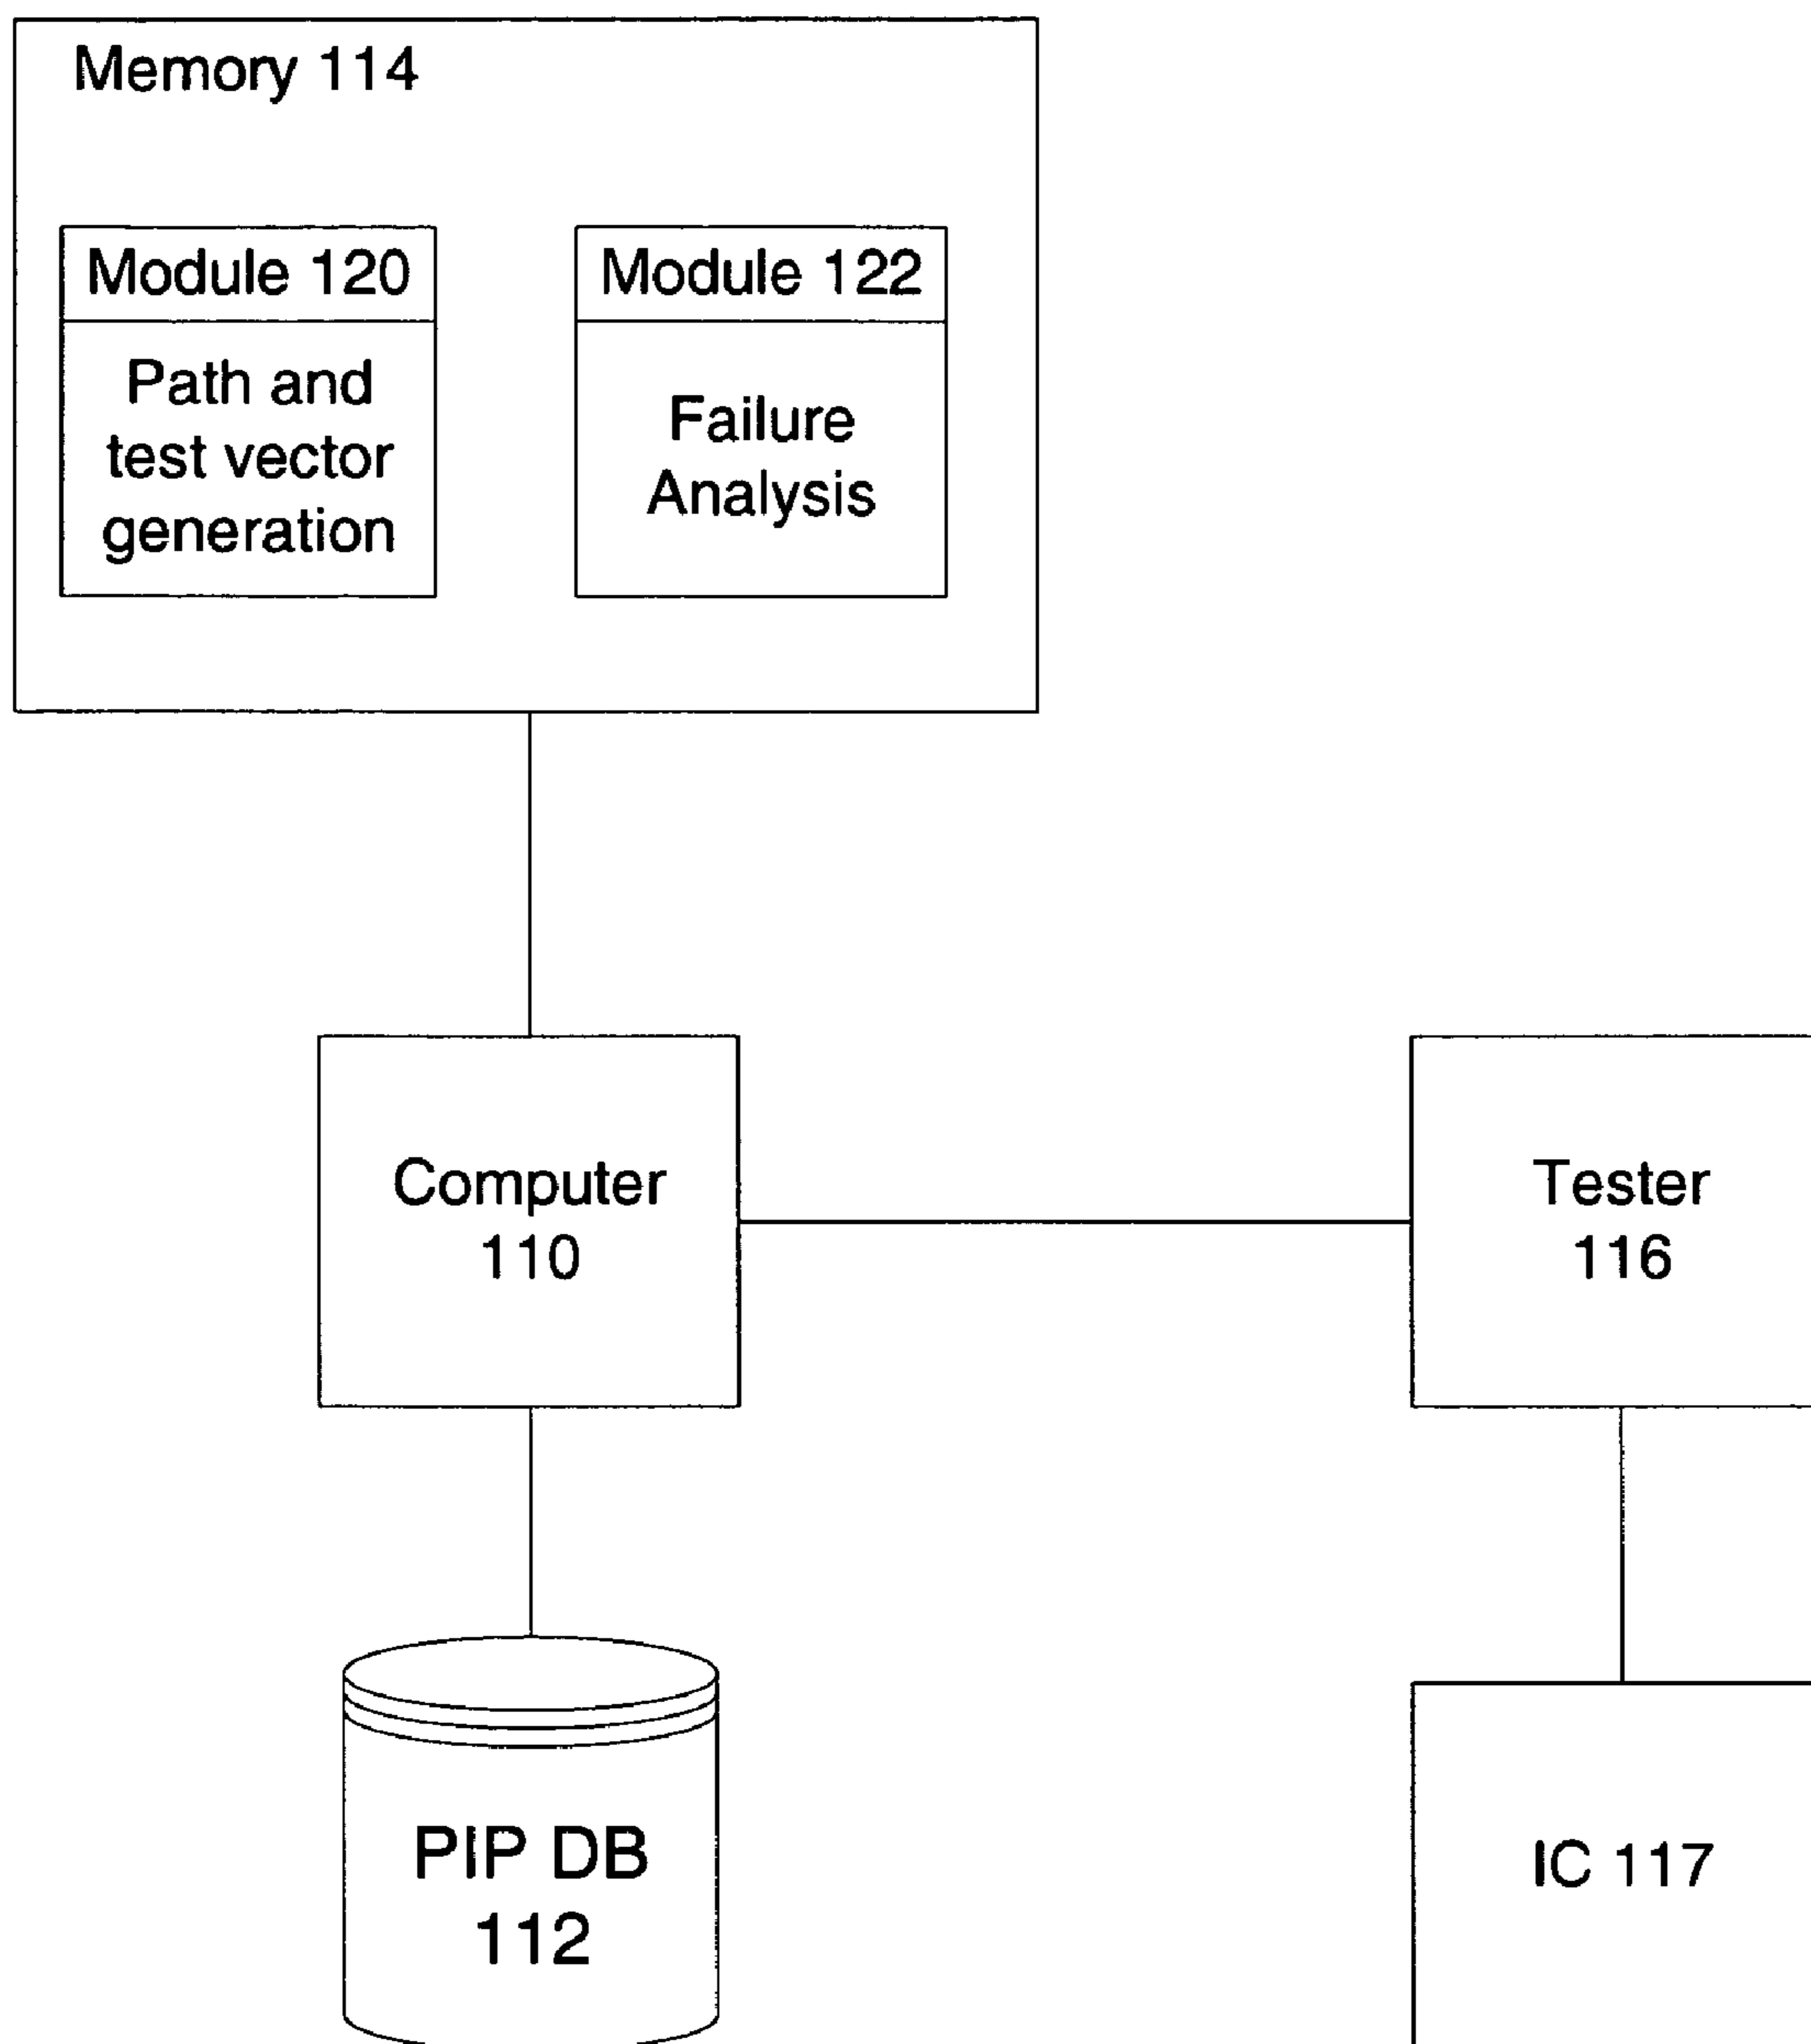 Memory 114
Module 120
Path and
test vector
generation
Module 122
Failure
Analysis
Computer
110
Tester
116
PIP DB
112
IC 117